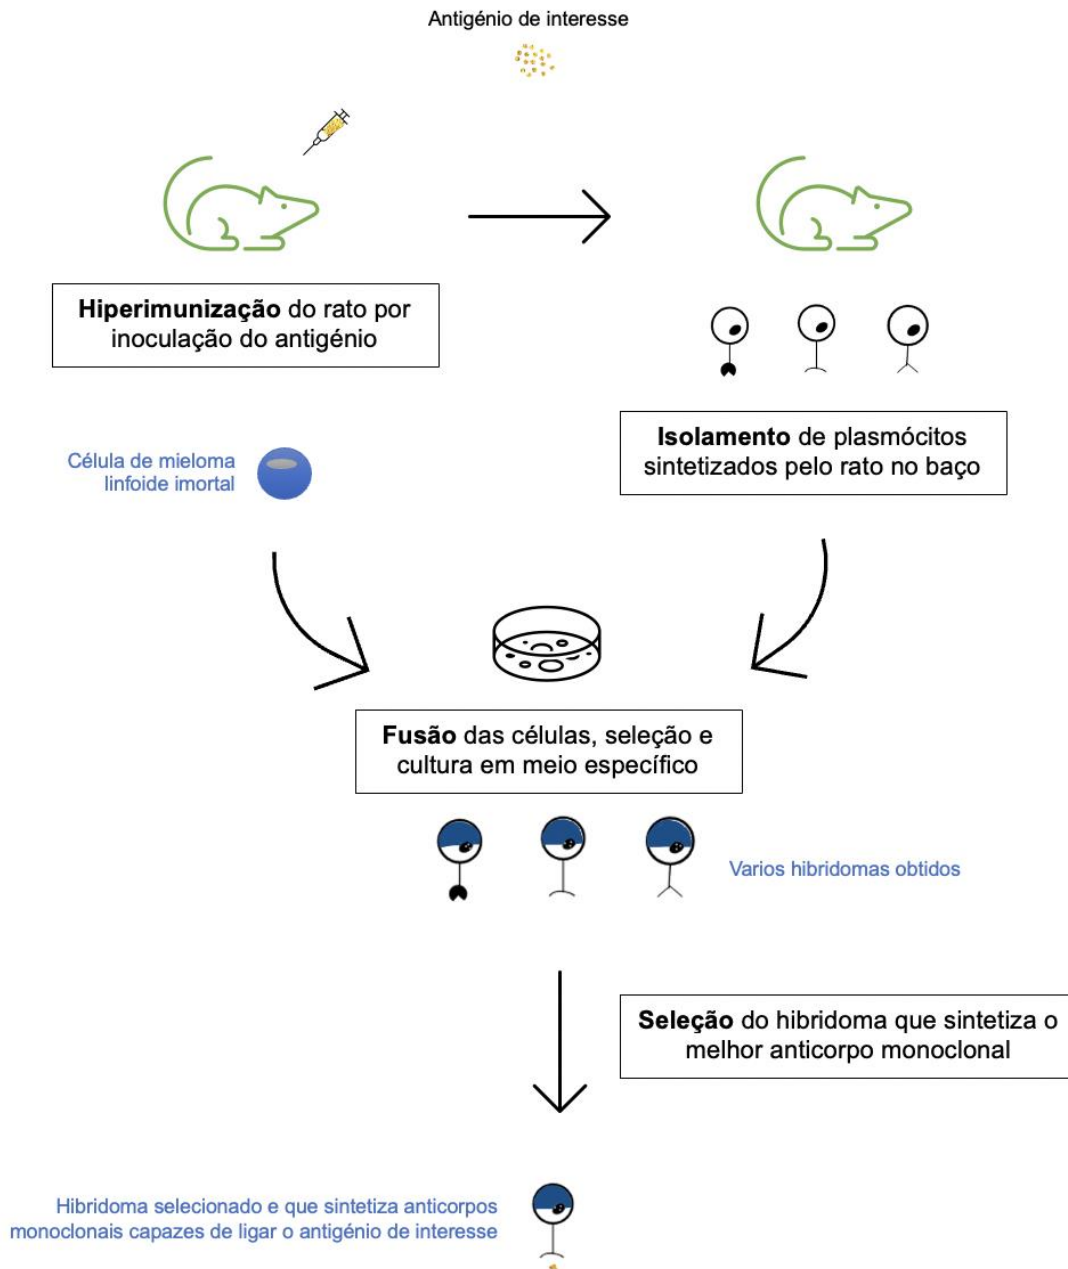 Antigénio de interesse
Hiperimunização do rato por
inoculação do antigénio
Isolamento de plasmócitos
sintetizados pelo rato no baço
Célula de mieloma
linfoide imortal
Fusão das células, seleção e
cultura em meio específico
Varios hibridomas obtidos
Seleção do hibridoma que sintetiza o
melhor anticorpo monoclonal
Hibridoma selecionado e que sintetiza anticorpos
monoclonais capazes de ligar o antigénio de interesse